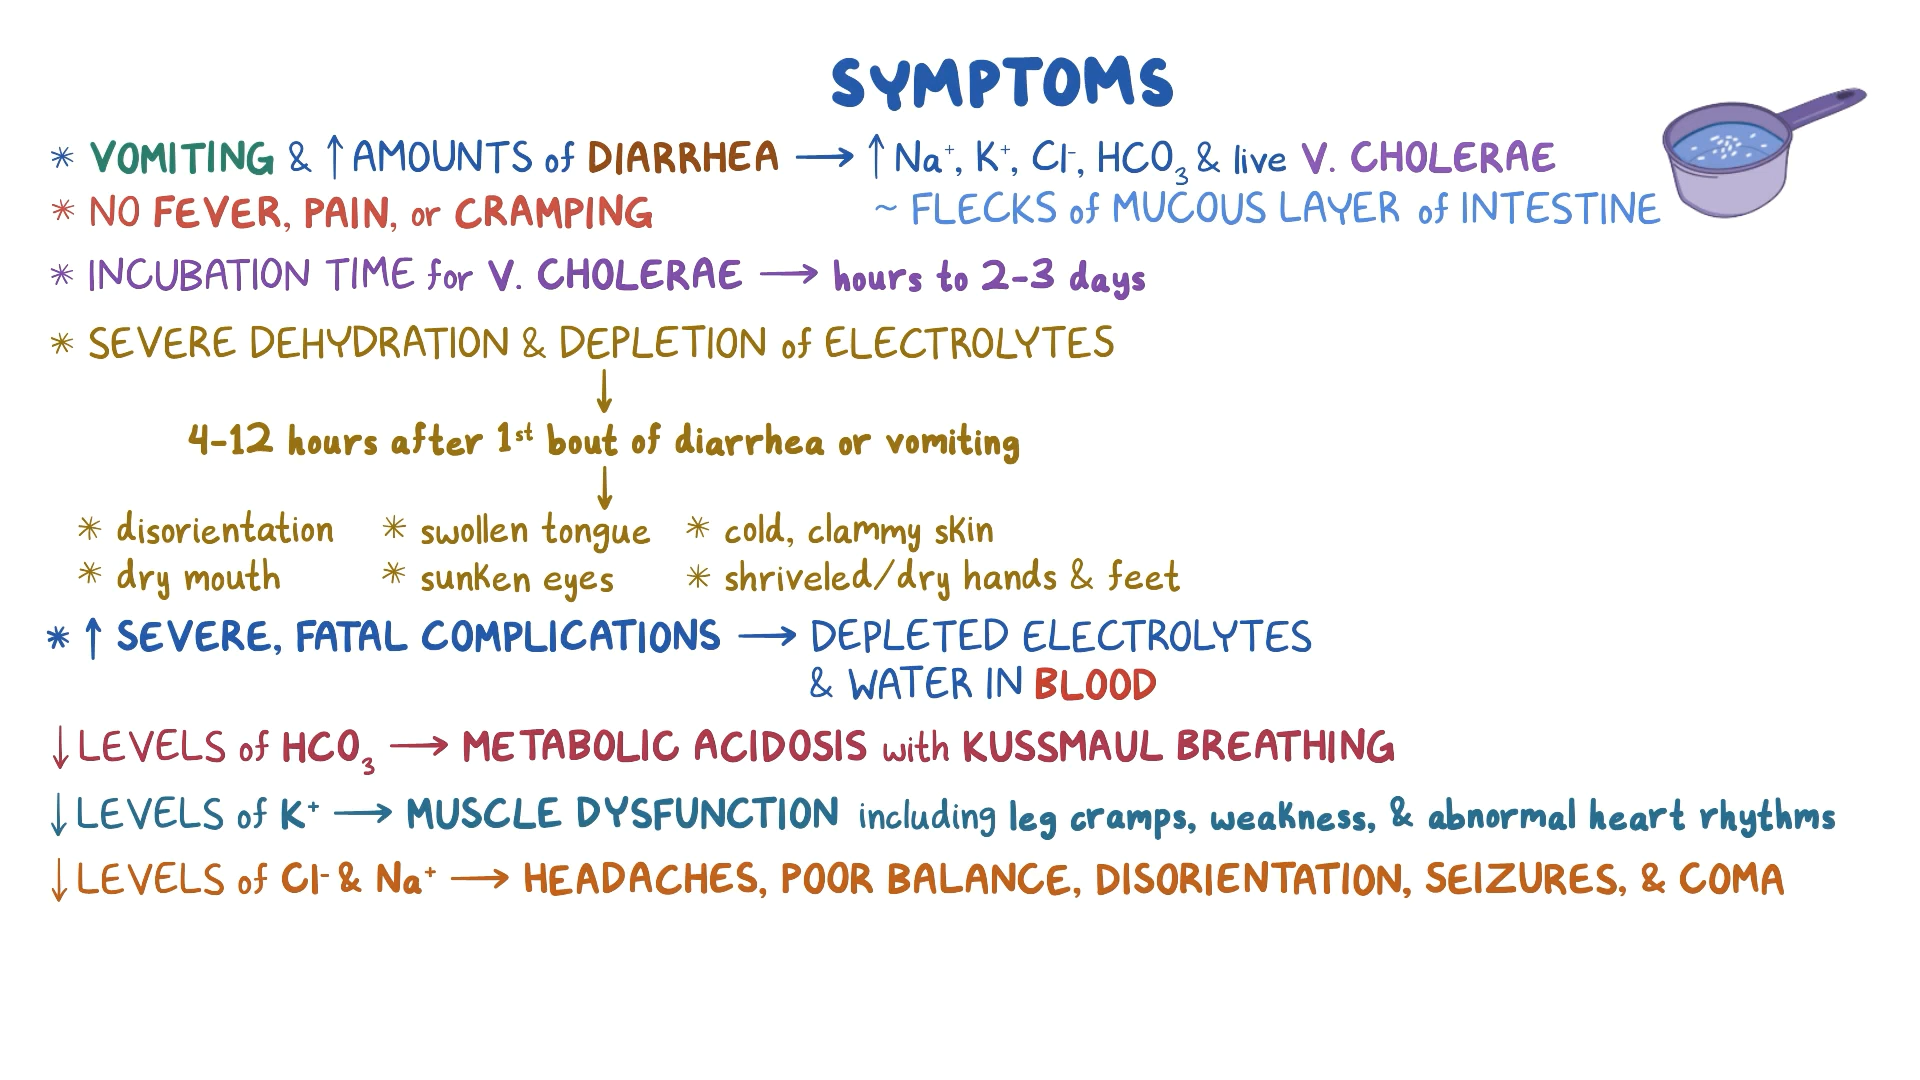 SYMPTOMS
* VOMITING & ↑ AMOUNTS of DIARRHEA → ↑ Na⁺, K⁺, Cl⁻, HCO₃ & live V. CHOLERAE
~ FLECKS of MUCOUS LAYER of INTESTINE
* NO FEVER, PAIN, or CRAMPING
* INCUBATION TIME for V. CHOLERAE → hours to 2-3 days
* SEVERE DEHYDRATION & DEPLETION of ELECTROLYTES
↓
4-12 hours after 1st bout of diarrhea or vomiting
↓
* disorientation * swollen tongue * cold, clammy skin
* dry mouth * sunken eyes * shriveled/dry hands & feet
* ↑ SEVERE, FATAL COMPLICATIONS → DEPLETED ELECTROLYTES
& WATER IN BLOOD
↓ LEVELS of HCO₃ → METABOLIC ACIDOSIS with KUSSMAUL BREATHING
↓ LEVELS of K⁺ → MUSCLE DYSFUNCTION including leg cramps, weakness, & abnormal heart rhythms
↓ LEVELS of Cl⁻ & Na⁺ → HEADACHES, POOR BALANCE, DISORIENTATION, SEIZURES, & COMA